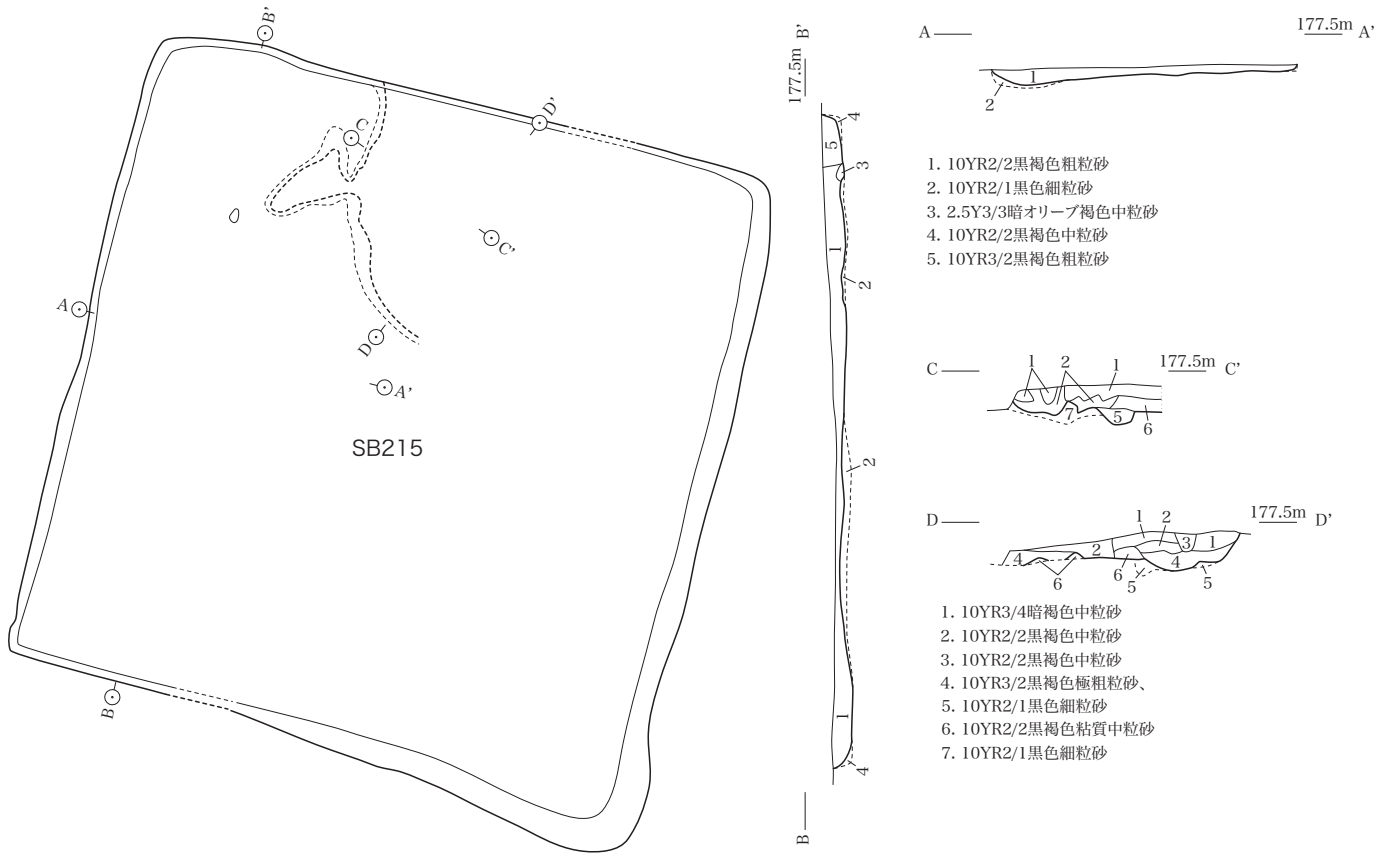 B'
C
D'
C'
A
D
A'
SB215
B
177.5m B'
4
5
3
1
2
2
1
4
B
A 177.5m A'
1
2
1. 10YR2/2黒褐色粗粒砂
2. 10YR2/1黒色細粒砂
3. 2.5Y3/3暗オリーブ褐色中粒砂
4. 10YR2/2黒褐色中粒砂
5. 10YR3/2黒褐色粗粒砂
C 1 2 1 177.5m C'
7 5 6
D 1 2 177.5m D'
4 2 3 1
6 6 5 4 5
1. 10YR3/4暗褐色中粒砂
2. 10YR2/2黒褐色中粒砂
3. 10YR2/2黒褐色中粒砂
4. 10YR3/2黒褐色極粗粒砂、
5. 10YR2/1黒色細粒砂
6. 10YR2/2黒褐色粘質中粒砂
7. 10YR2/1黒色細粒砂